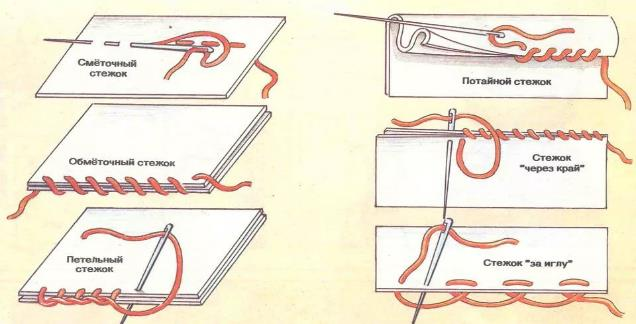 Смёточный
стежок
Потайной стежок
Обмёточный стежок
Стежок
"через край"
Петельный
стежок
Стежок "за иглу"